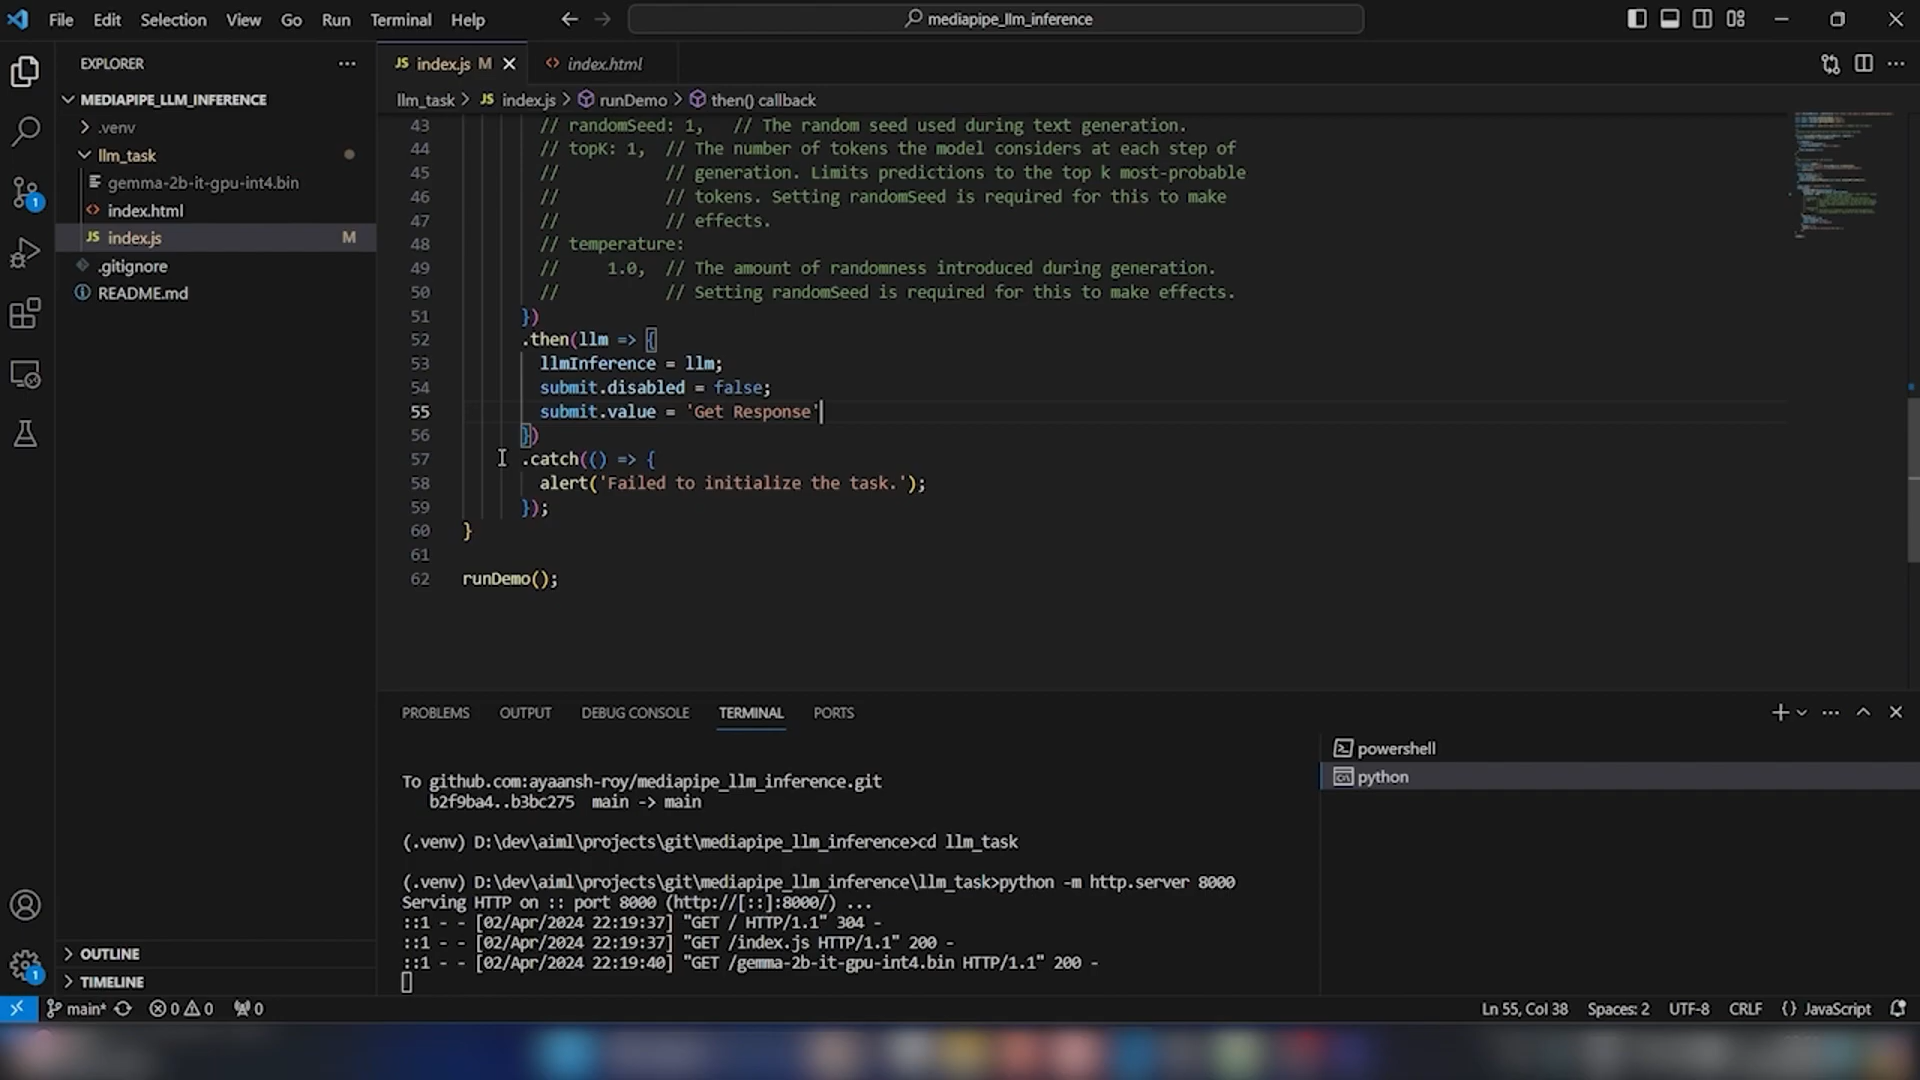 File Edit Selection View Go Run Terminal Help
mediapipe_llm_inference
EXPLORER
MEDIAPIPE_LLM_INFERENCE
.venv
llm_task
gemma-2b-it-gpu-int4.bin
index.html
JS index.js M
.gitignore
README.md
OUTLINE
TIMELINE
JS index.js M
index.html
llm_task > JS index.js > runDemo > then() callback
43 // randomSeed: 1, // The random seed used during text generation.
44 // topK: 1, // The number of tokens the model considers at each step of
45 // // generation. Limits predictions to the top k most-probable
46 // // tokens. Setting randomSeed is required for this to make
47 // // effects.
48 // temperature:
49 // 1.0, // The amount of randomness introduced during generation.
50 // // Setting randomSeed is required for this to make effects.
51 })
52 .then(llm => {
53 llmInference = llm;
54 submit.disabled = false;
55 submit.value = 'Get Response'
56 })
57 .catch(() => {
58 alert('Failed to initialize the task.');
59 });
60 }
61
62 runDemo();
PROBLEMS OUTPUT DEBUG CONSOLE TERMINAL PORTS
To github.com:ayaansh-roy/mediapipe_llm_inference.git
b2f9ba4..b3bc275 main -> main
(.venv) D:\dev\aiml\projects\git\mediapipe_llm_inference>cd llm_task
(.venv) D:\dev\aiml\projects\git\mediapipe_llm_inference\llm_task>python -m http.server 8000
Serving HTTP on :: port 8000 (http://[::]:8000/) ...
::1 - - [02/Apr/2024 22:19:37] "GET / HTTP/1.1" 304 -
::1 - - [02/Apr/2024 22:19:37] "GET /index.js HTTP/1.1" 200 -
::1 - - [02/Apr/2024 22:19:40] "GET /gemma-2b-it-gpu-int4.bin HTTP/1.1" 200 -
powershell
python
1
1
main* 0 0 0
Ln 55, Col 38 Spaces: 2 UTF-8 CRLF {} JavaScript